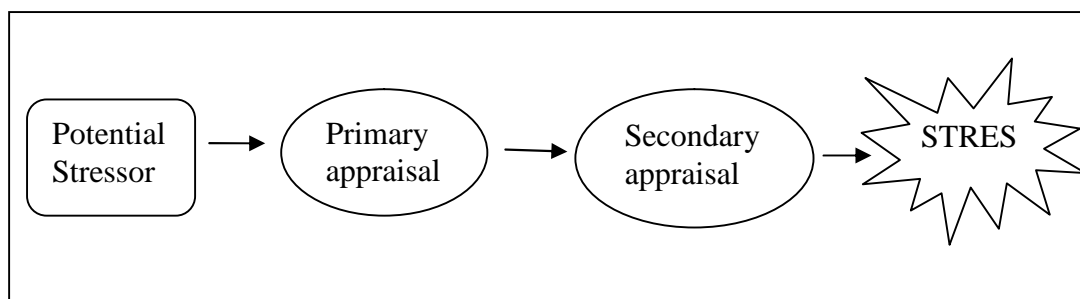 Potential
Stressor
Primary
appraisal
Secondary
appraisal
STRES